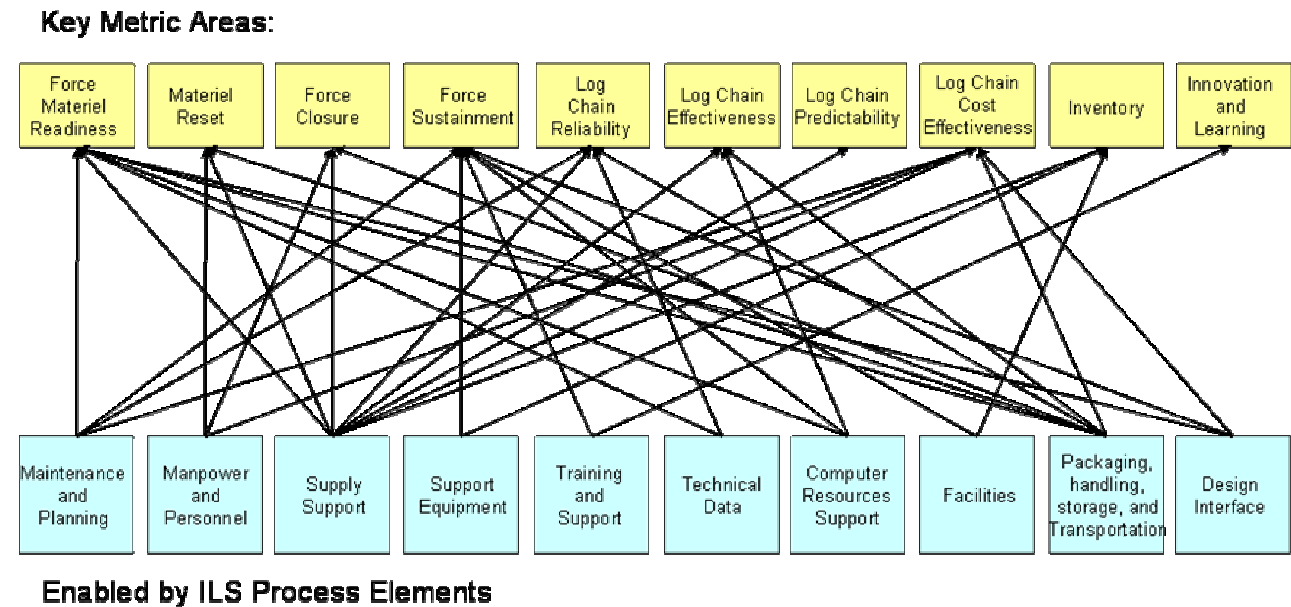 Key Metric Areas:
Force
Materiel
Readiness
Materiel
Reset
Force
Closure
Force
Sustainment
Log
Chain
Reliability
Log Chain
Effectiveness
Log Chain
Predictability
Log Chain
Cost
Effectiveness
Inventory
Innovation
and
Learning
Maintenance
and
Planning
Manpower
and
Personnel
Supply
Support
Support
Equipment
Training
and
Support
Technical
Data
Computer
Resources
Support
Facilities
Packaging,
handling,
storage, and
Transportation
Design
Interface
Enabled by ILS Process Elements